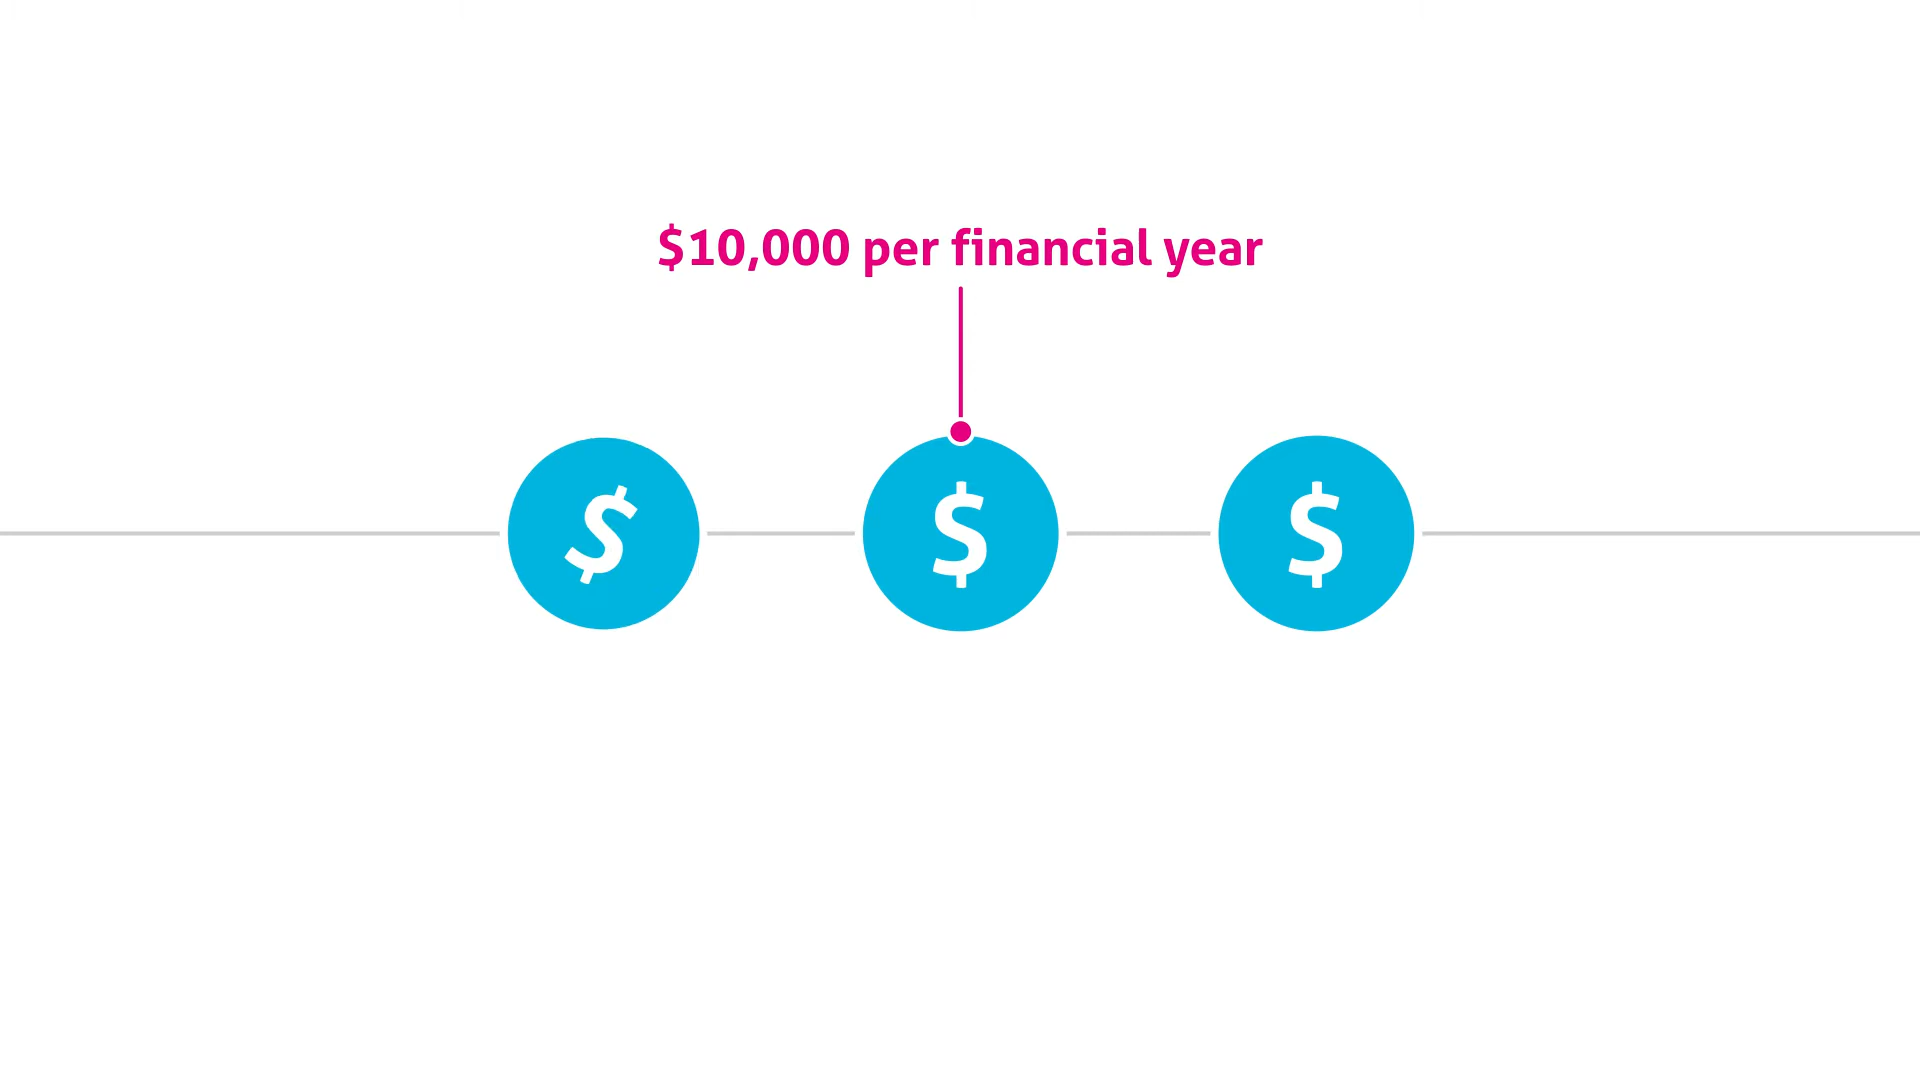 $10,000 per financial year
$ $ $